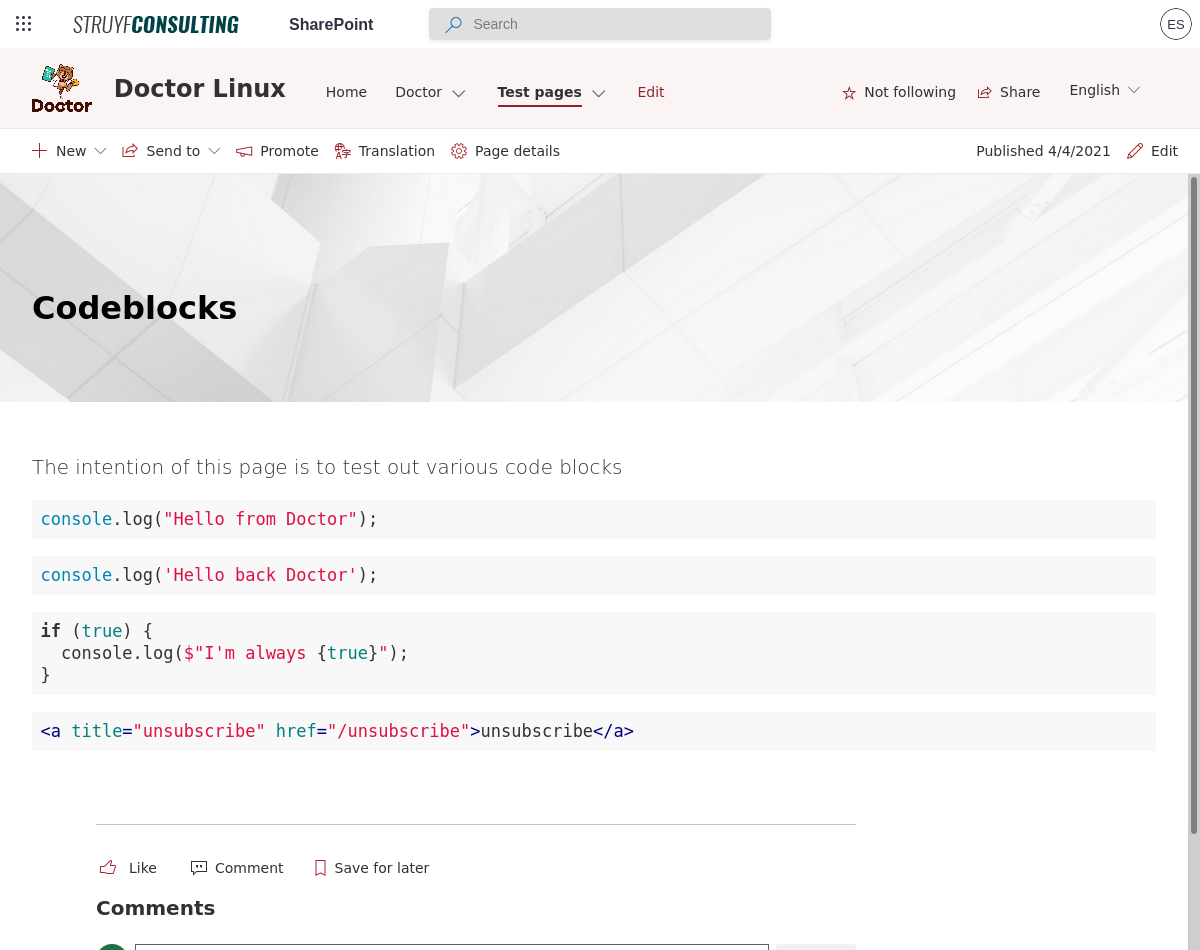 STRUYFCONSULTING SharePoint Search ES
Doctor Doctor Linux Home Doctor Test pages Edit Not following Share English
New Send to Promote Translation Page details Published 4/4/2021 Edit
Codeblocks
The intention of this page is to test out various code blocks
console.log("Hello from Doctor");
console.log('Hello back Doctor');
if (true) {
  console.log($"I'm always {true}");
}
<a title="unsubscribe" href="/unsubscribe">unsubscribe</a>
Like Comment Save for later
Comments